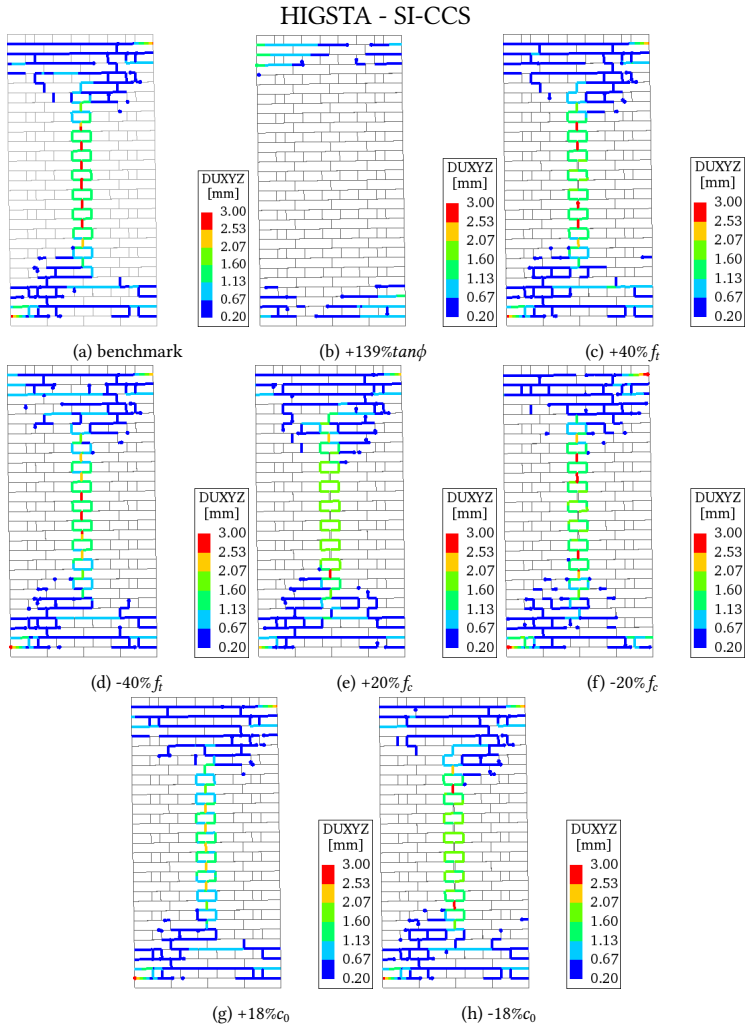 HIGSTA - SI-CCS
DUXYZ
[mm]
3.00
2.53
2.07
1.60
1.13
0.67
0.20
DUXYZ
[mm]
3.00
2.53
2.07
1.60
1.13
0.67
0.20
DUXYZ
[mm]
3.00
2.53
2.07
1.60
1.13
0.67
0.20
(a) benchmark
(b) +139%tanϕ
(c) +40%fₜ
DUXYZ
[mm]
3.00
2.53
2.07
1.60
1.13
0.67
0.20
DUXYZ
[mm]
3.00
2.53
2.07
1.60
1.13
0.67
0.20
DUXYZ
[mm]
3.00
2.53
2.07
1.60
1.13
0.67
0.20
(d) -40%fₜ
(e) +20%f꜀
(f) -20%f꜀
DUXYZ
[mm]
3.00
2.53
2.07
1.60
1.13
0.67
0.20
DUXYZ
[mm]
3.00
2.53
2.07
1.60
1.13
0.67
0.20
(g) +18%c₀
(h) -18%c₀